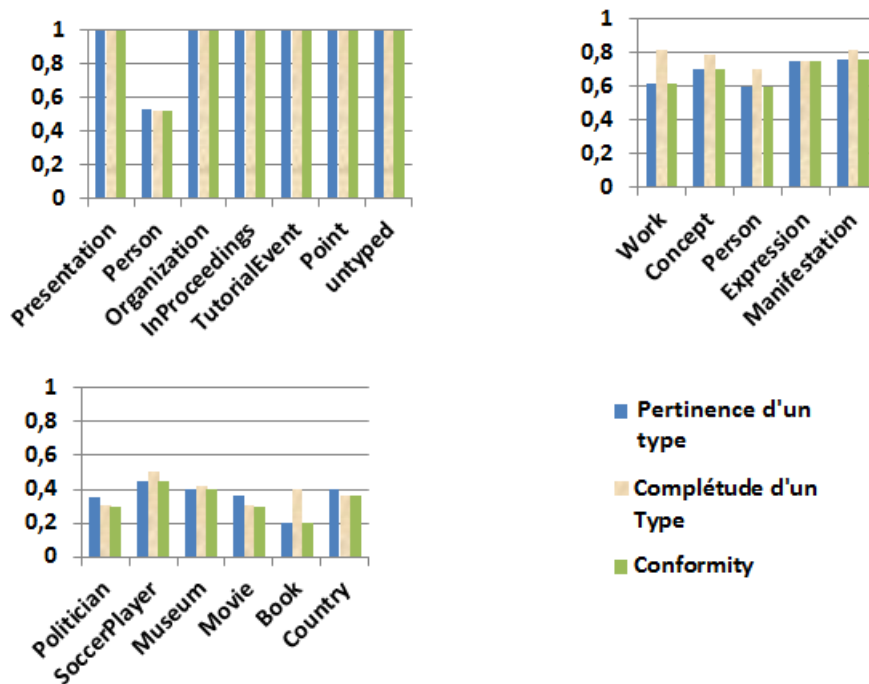 1
0,8
0,6
0,4
0,2
0
Presentation
Person
Organization
InProceedings
TutorialEvent
Point
untyped
1
0,8
0,6
0,4
0,2
0
Work
Concept
Person
Expression
Manifestation
1
0,8
0,6
0,4
0,2
0
Politician
SoccerPlayer
Museum
Movie
Book
Country
Pertinence d'un
type
Complétude d'un
Type
Conformity